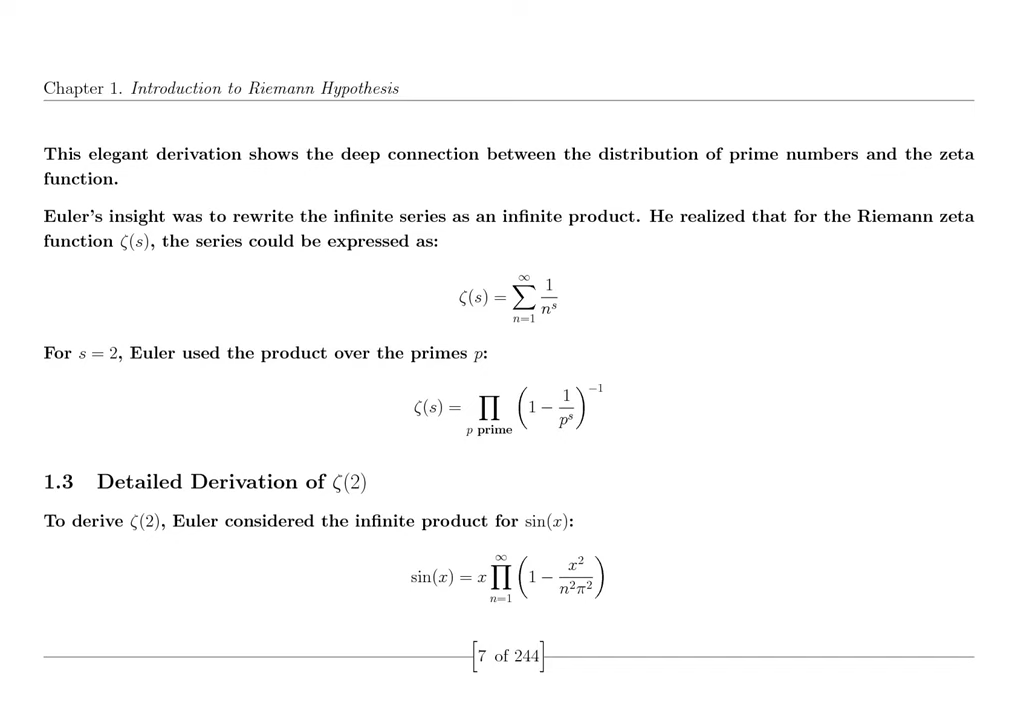 Chapter 1. Introduction to Riemann Hypothesis
This elegant derivation shows the deep connection between the distribution of prime numbers and the zeta
function.
Euler's insight was to rewrite the infinite series as an infinite product. He realized that for the Riemann zeta
function ζ(s), the series could be expressed as:
ζ(s) = ∑_{n=1}^{∞} 1/n^s
For s = 2, Euler used the product over the primes p:
ζ(s) = ∏_{p prime} (1 − 1/p^s)^{−1}
1.3 Detailed Derivation of ζ(2)
To derive ζ(2), Euler considered the infinite product for sin(x):
sin(x) = x ∏_{n=1}^{∞} (1 − x²/(n²π²))
[7 of 244]